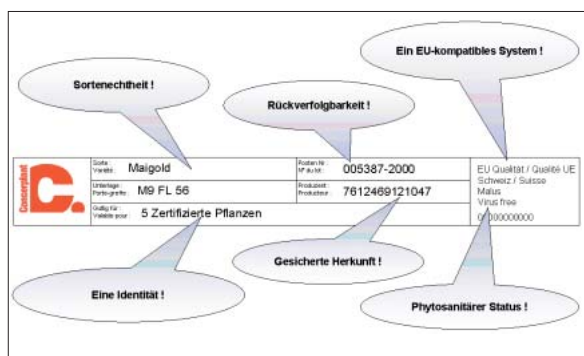 Ein EU-kompatibles System !
Sortenechtheit !
Rückverfolgbarkeit !
Conserplant
Sorte :
Variété :
Maigold
Posten Nr :
N° du lot :
005387-2000
EU Qualität / Qualité UE
Schweiz / Suisse
Malus
Virus free
Unterlage :
Porte-greffe :
M9 FL 56
Produzent :
Producteur :
7612469121047
Gültig für :
Valable pour
5 Zertifizierte Pflanzen
Gesicherte Herkunft !
Eine Identität !
Phytosanitärer Status !